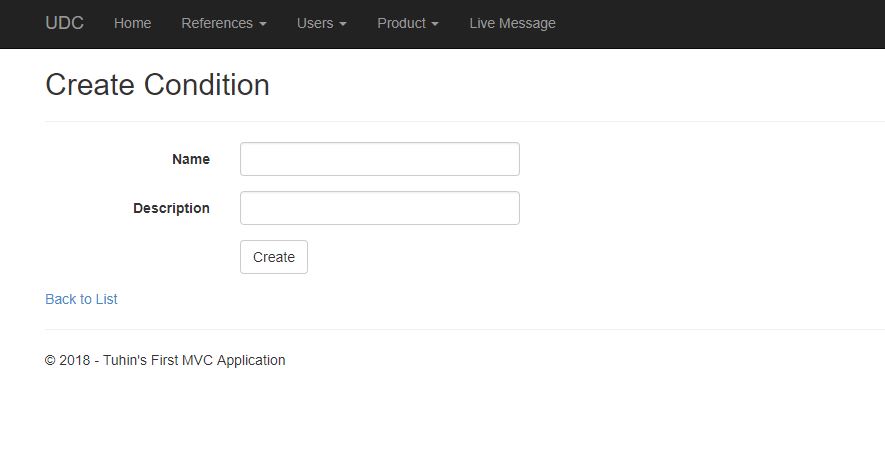 UDC Home References Users Product Live Message
Create Condition
Name
Description
Create
Back to List
© 2018 - Tuhin's First MVC Application